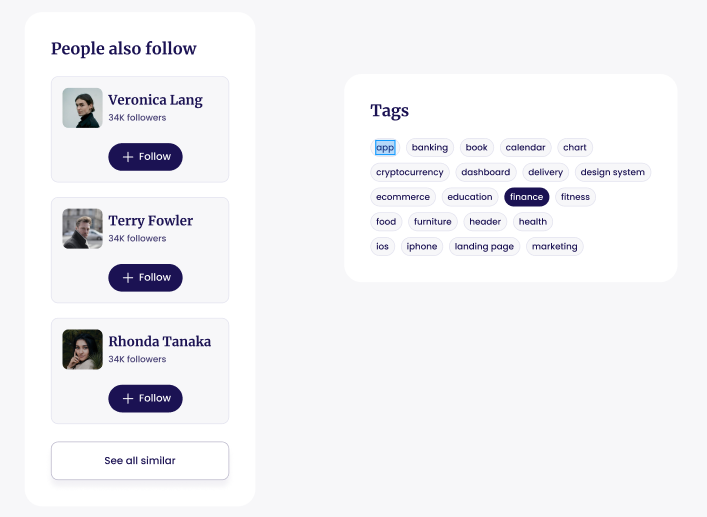 People also follow
Veronica Lang
34K followers
+ Follow
Terry Fowler
34K followers
+ Follow
Rhonda Tanaka
34K followers
+ Follow
See all similar
Tags
app banking book calendar chart
cryptocurrency dashboard delivery design system
ecommerce education finance fitness
food furniture header health
ios iphone landing page marketing